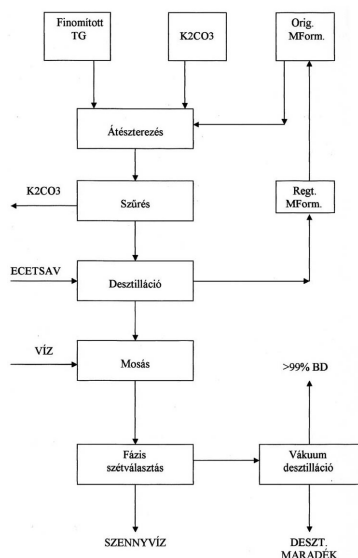 Finomított
TG
K2CO3
Orig.
MForm.
Átészterezés
K2CO3
Szűrés
Regt.
MForm.
ECETSAV
Desztilláció
VÍZ
Mosás
>99% BD
Fázis
szétválasztás
Vákuum
desztilláció
SZENNYVÍZ
DESZT.
MARADÉK